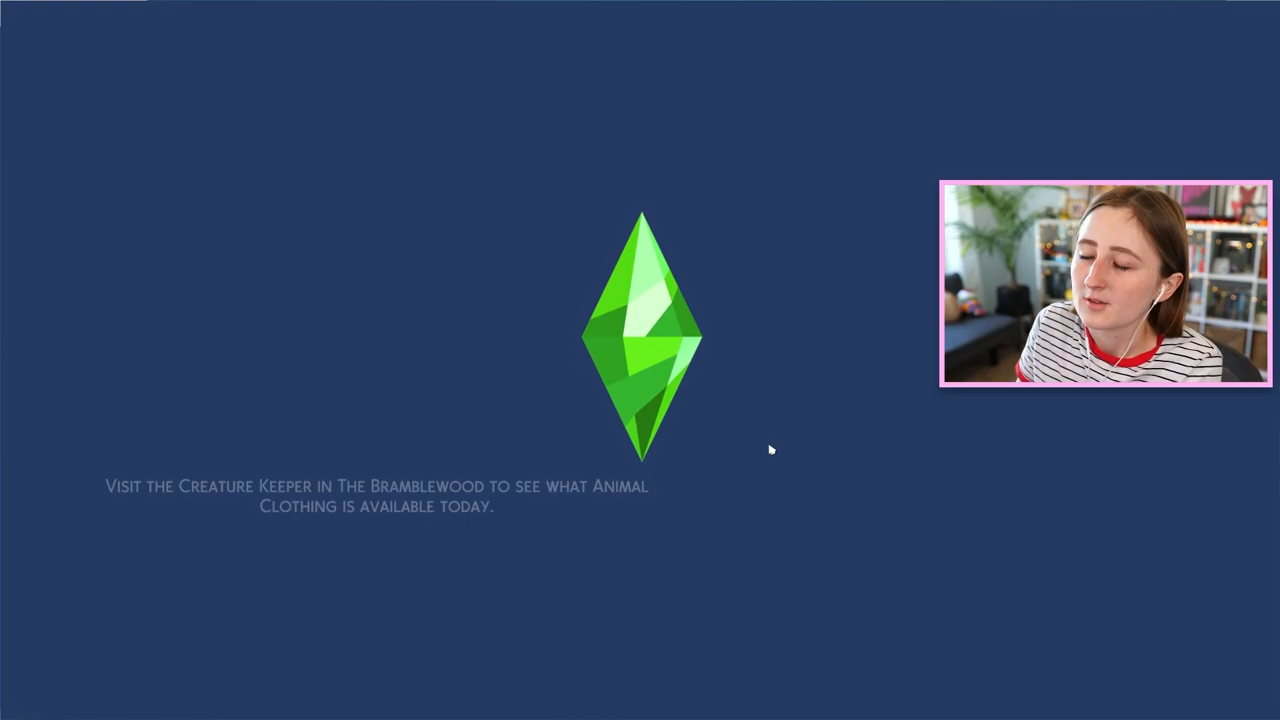 Visit the Creature Keeper in The Bramblewood to see what Animal
Clothing is available today.